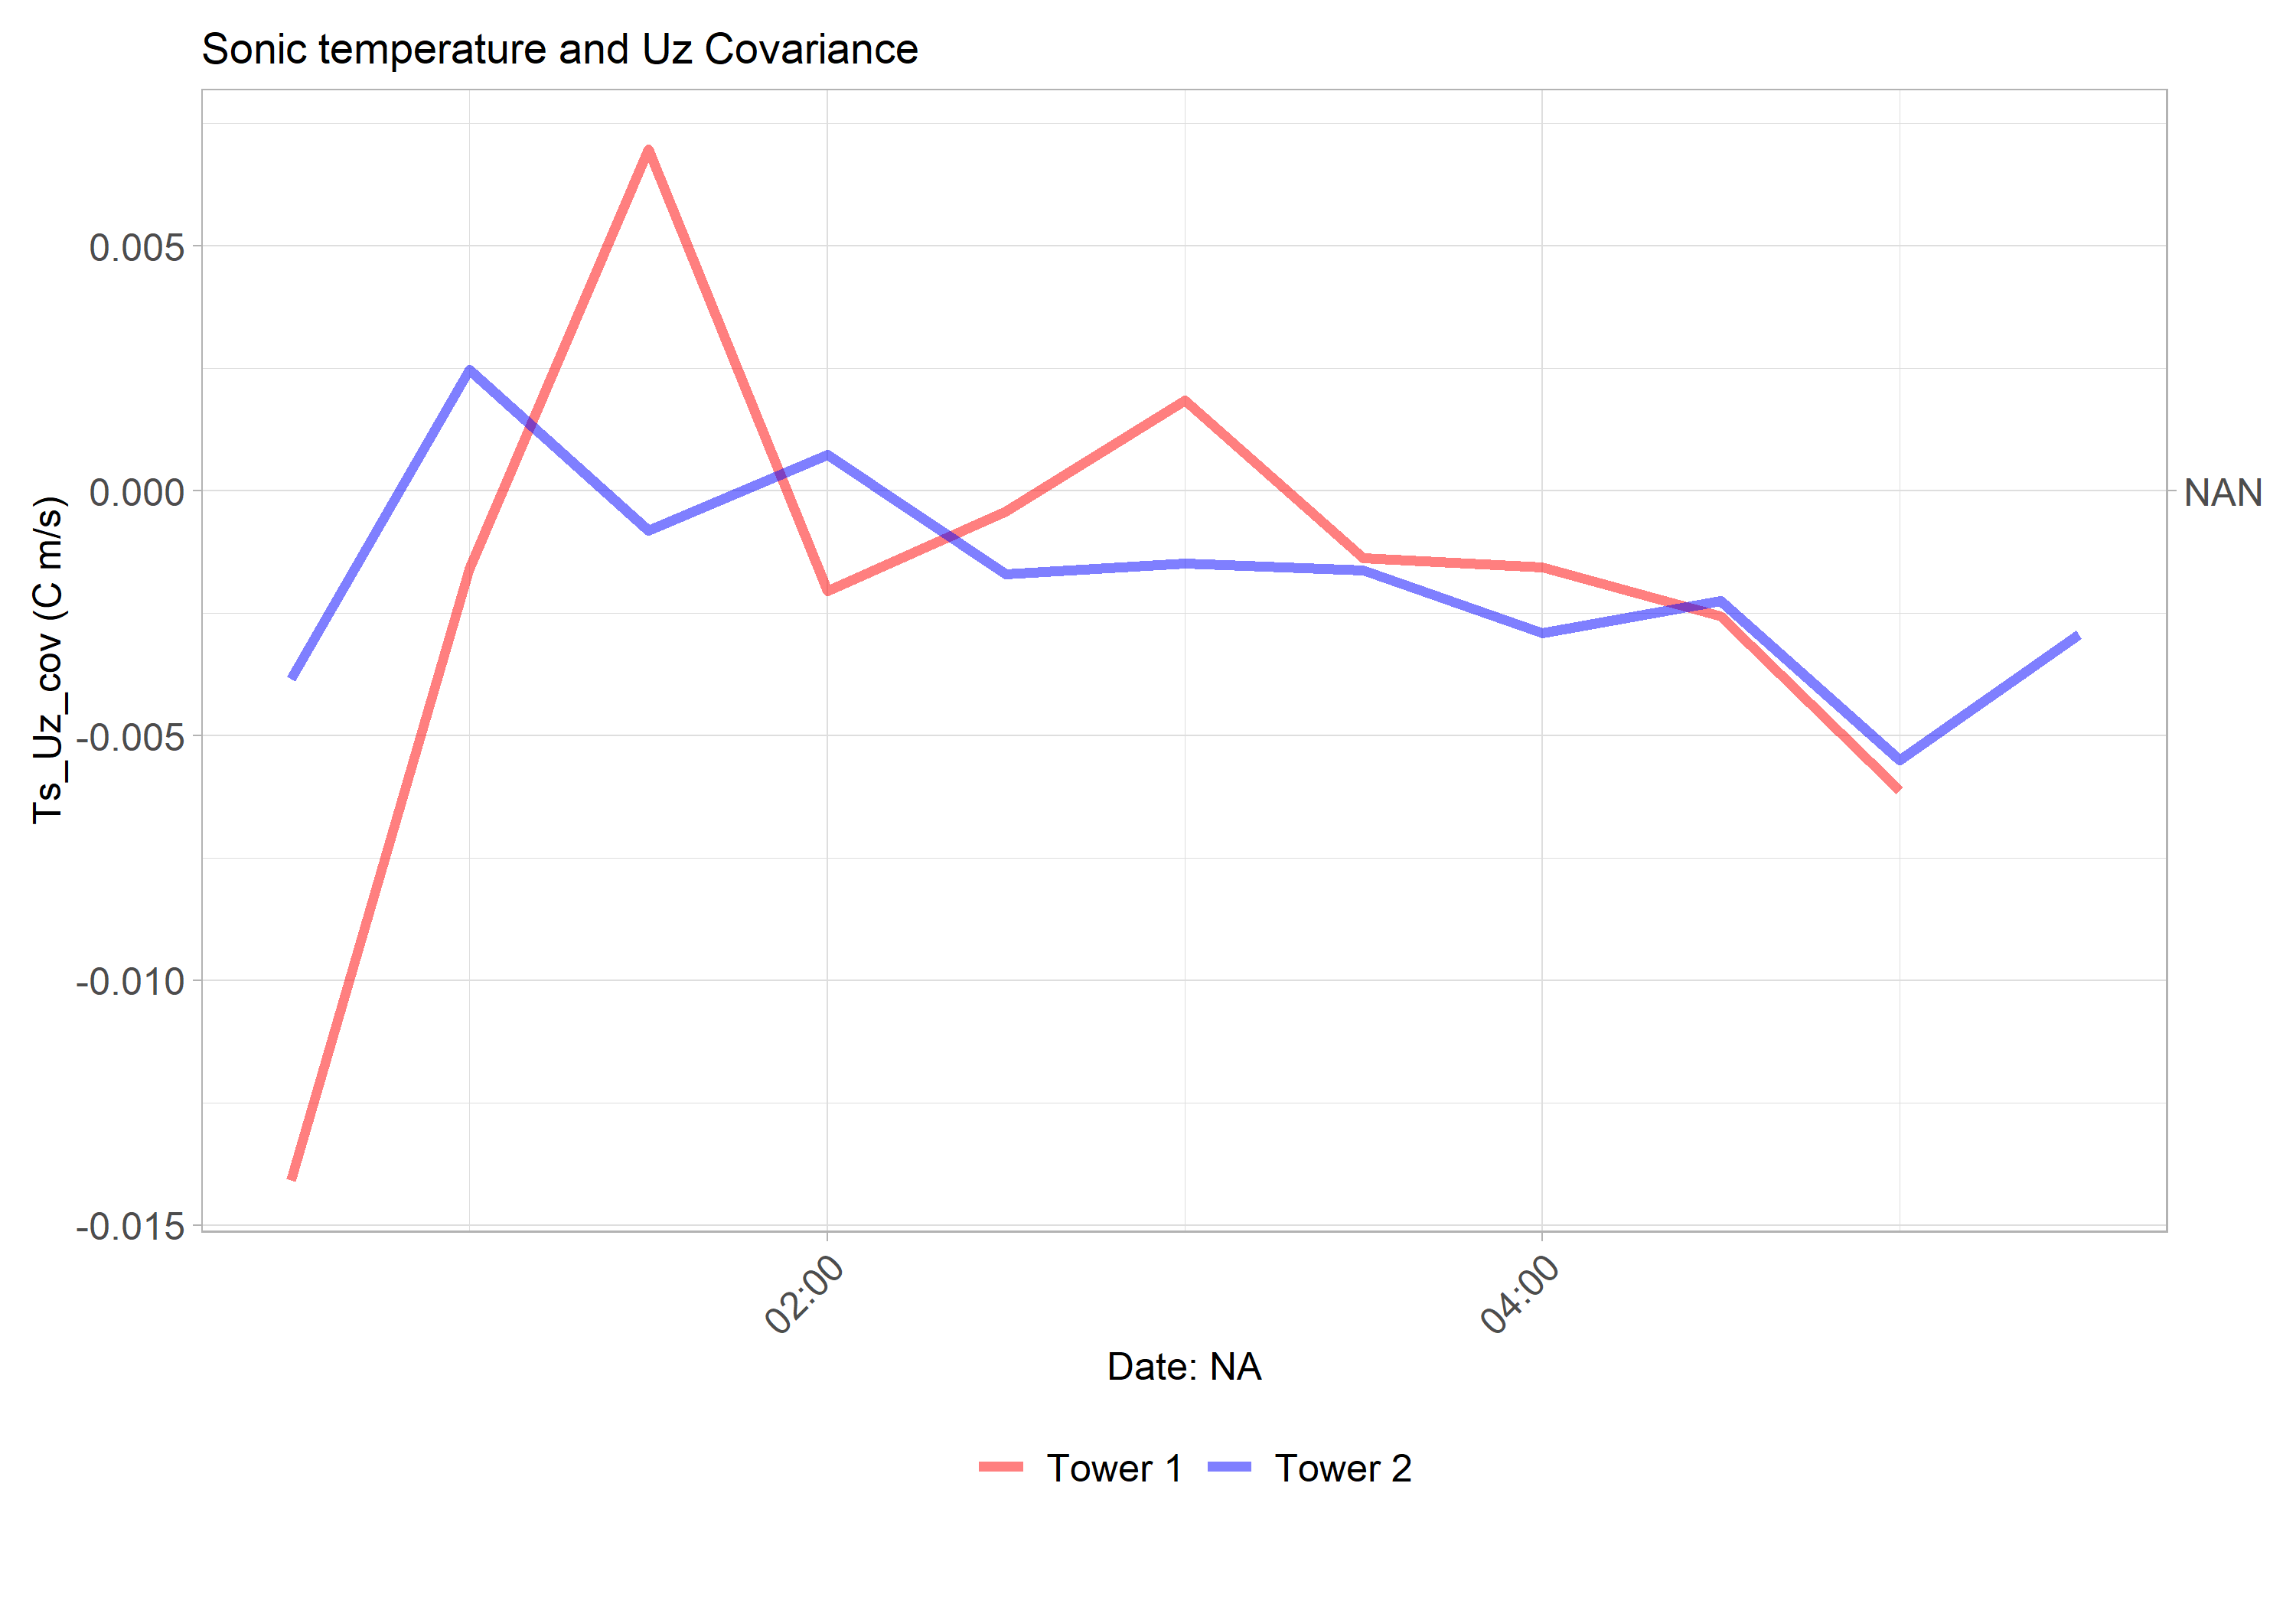 Sonic temperature and Uz Covariance
Ts_Uz_cov (C m/s)
0.005
0.000
-0.005
-0.010
-0.015
NAN
02:00
04:00
Date: NA
Tower 1
Tower 2